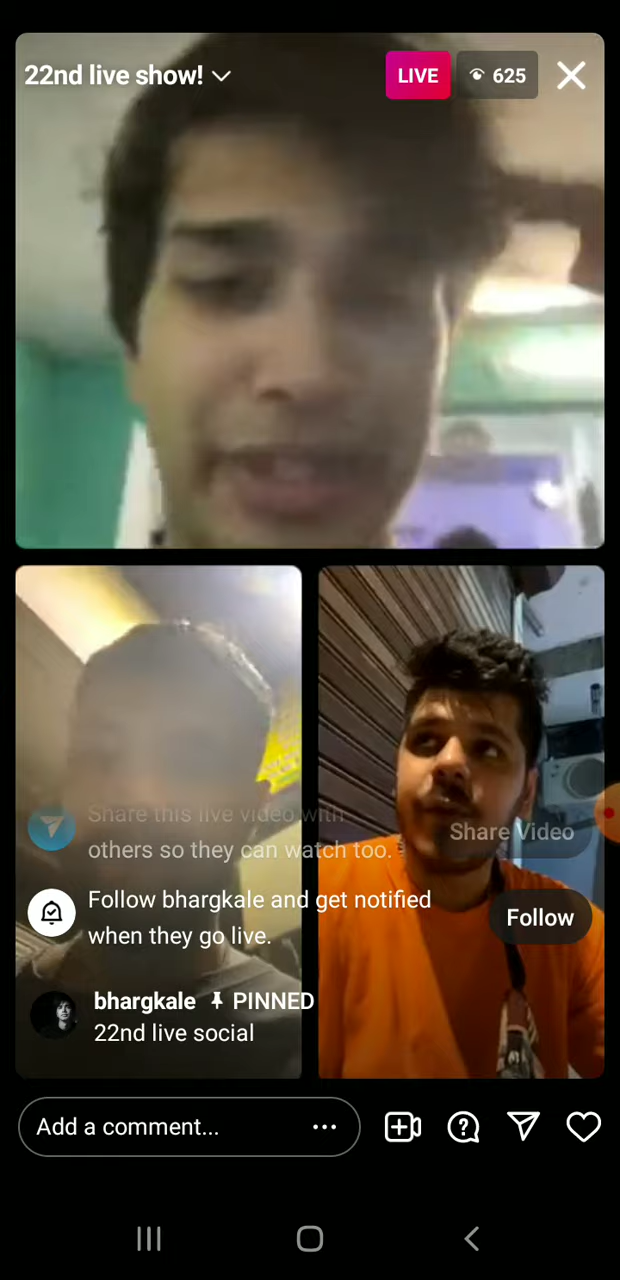 22nd live show!
LIVE
625
Share this live video with
others so they can watch too.
Share Video
Follow bhargkale and get notified
when they go live.
Follow
bhargkale PINNED
22nd live social
Add a comment...